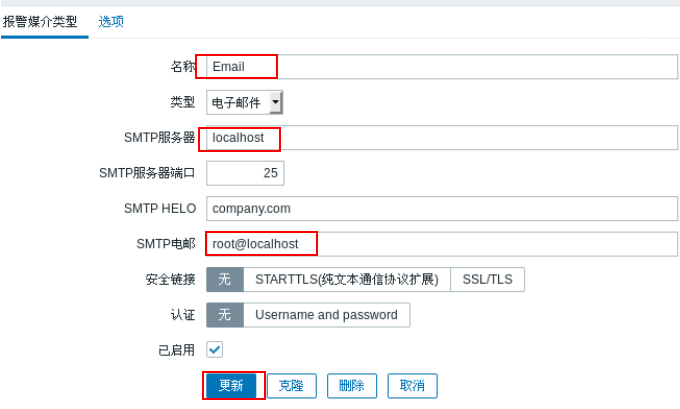 报警媒介类型 选项
名称 Email
类型 电子邮件
SMTP服务器 localhost
SMTP服务器端口 25
SMTP HELO company.com
SMTP电邮 root@localhost
安全链接 无 STARTTLS(纯文本通信协议扩展) SSL/TLS
认证 无 Username and password
已启用
更新 克隆 删除 取消